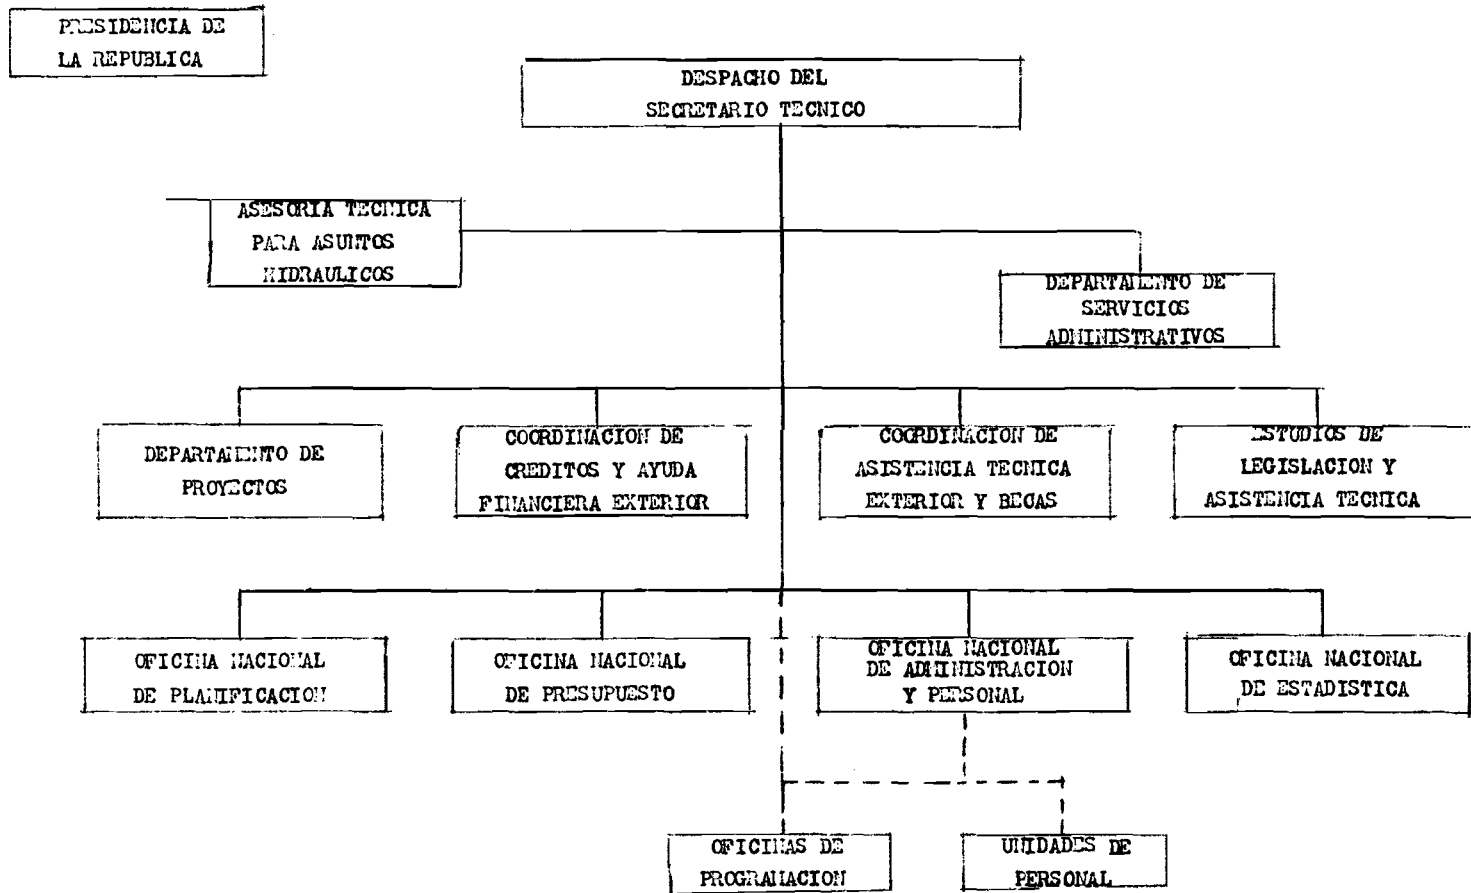 PRESIDENCIA DE
LA REPUBLICA
DESPACHO DEL
SECRETARIO TECNICO
ASESORIA TECNICA
PARA ASUNTOS
HIDRAULICOS
DEPARTAMENTO DE
SERVICIOS
ADMINISTRATIVOS
DEPARTAMENTO DE
PROYECTOS
COORDINACION DE
CREDITOS Y AYUDA
FINANCIERA EXTERIOR
COORDINACION DE
ASISTENCIA TECNICA
EXTERIOR Y BECAS
ESTUDIOS DE
LEGISLACION Y
ASISTENCIA TECNICA
OFICINA NACIONAL
DE PLANIFICACION
OFICINA NACIONAL
DE PRESUPUESTO
OFICINA NACIONAL
DE ADMINISTRACION
Y PERSONAL
OFICINA NACIONAL
DE ESTADISTICA
OFICINAS DE
PROGRAMACION
UNIDADES DE
PERSONAL